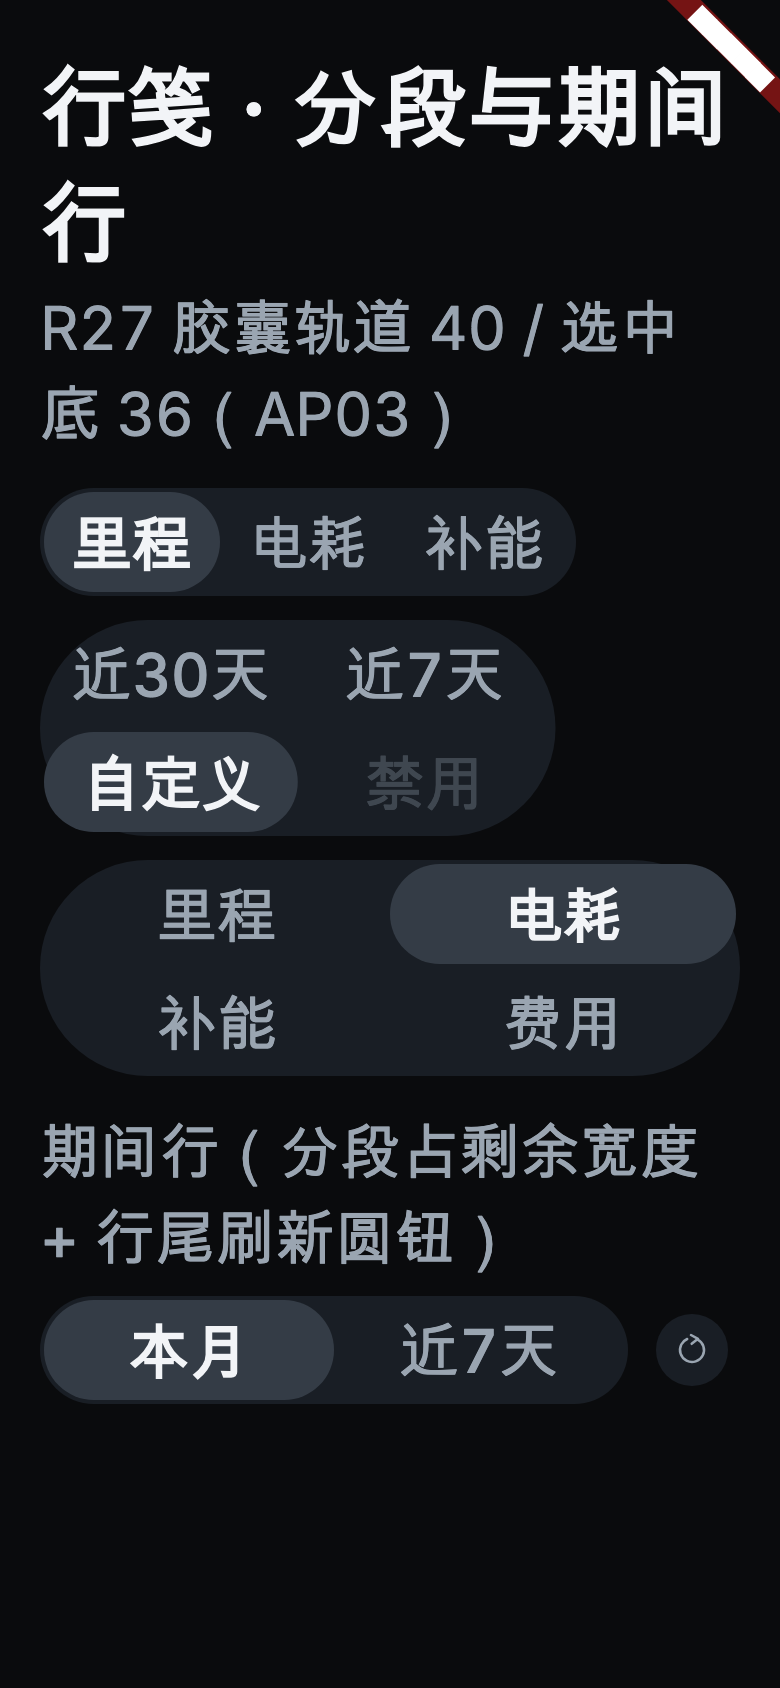 行笺 · 分段与期间
行
R27 胶囊轨道 40 / 选中
底 36 ( AP03 )
里程 电耗 补能
近30天 近7天
自定义 禁用
里程 电耗
补能 费用
期间行 ( 分段占剩余宽度
+ 行尾刷新圆钮 )
本月 近7天